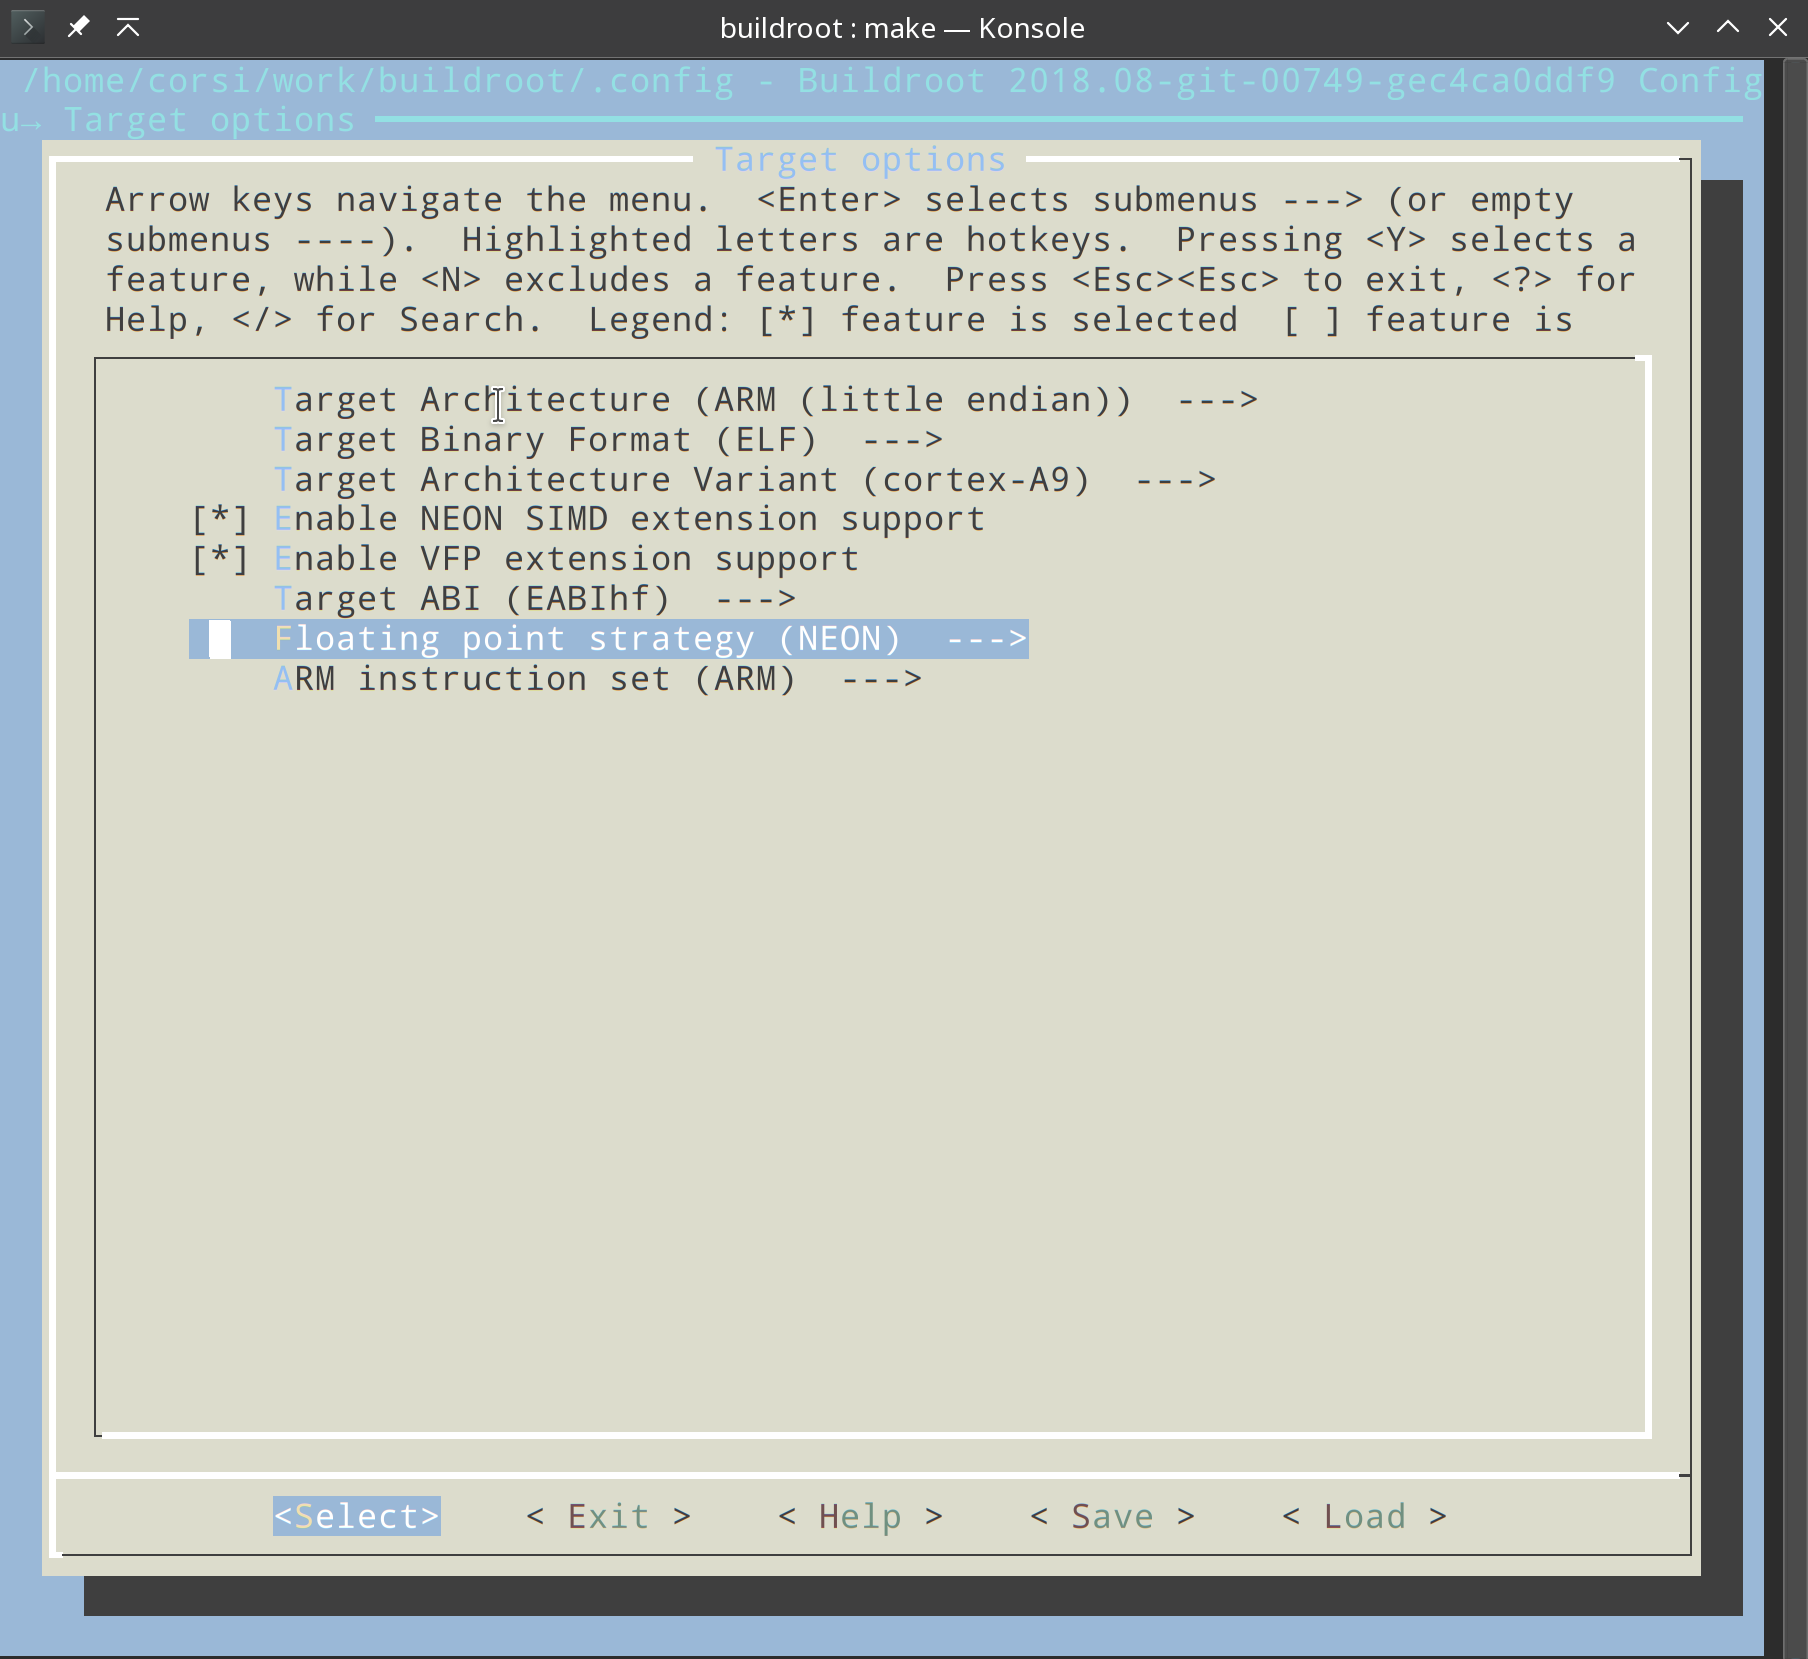 buildroot : make — Konsole
/home/corsi/work/buildroot/.config - Buildroot 2018.08-git-00749-gec4ca0ddf9 Config
u→ Target options
Target options
Arrow keys navigate the menu.  <Enter> selects submenus ---> (or empty
submenus ----).  Highlighted letters are hotkeys.  Pressing <Y> selects a
feature, while <N> excludes a feature.  Press <Esc><Esc> to exit, <?> for
Help, </> for Search.  Legend: [*] feature is selected  [ ] feature is
Target Architecture (ARM (little endian))  --->
Target Binary Format (ELF)  --->
Target Architecture Variant (cortex-A9)  --->
[*] Enable NEON SIMD extension support
[*] Enable VFP extension support
Target ABI (EABIhf)  --->
Floating point strategy (NEON)  --->
ARM instruction set (ARM)  --->
<Select>    < Exit >    < Help >    < Save >    < Load >